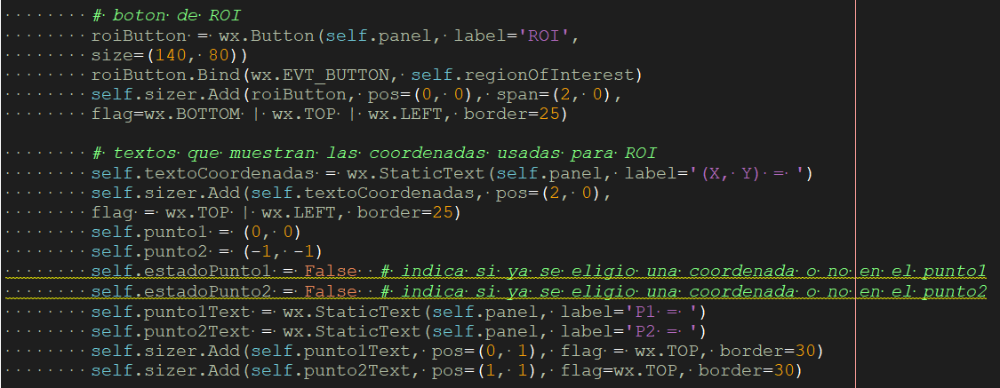 # boton de ROI
roiButton = wx.Button(self.panel, label='ROI',
size=(140, 80))
roiButton.Bind(wx.EVT_BUTTON, self.regionOfInterest)
self.sizer.Add(roiButton, pos=(0, 0), span=(2, 0),
flag=wx.BOTTOM | wx.TOP | wx.LEFT, border=25)
# textos que muestran las coordenadas usadas para ROI
self.textoCoordenadas = wx.StaticText(self.panel, label='(X, Y) = ')
self.sizer.Add(self.textoCoordenadas, pos=(2, 0),
flag = wx.TOP | wx.LEFT, border=25)
self.punto1 = (0, 0)
self.punto2 = (-1, -1)
self.estadoPunto1 = False  # indica si ya se eligio una coordenada o no en el punto1
self.estadoPunto2 = False  # indica si ya se eligio una coordenada o no en el punto2
self.punto1Text = wx.StaticText(self.panel, label='P1 = ')
self.punto2Text = wx.StaticText(self.panel, label='P2 = ')
self.sizer.Add(self.punto1Text, pos=(0, 1), flag = wx.TOP, border=30)
self.sizer.Add(self.punto2Text, pos=(1, 1), flag=wx.TOP, border=30)